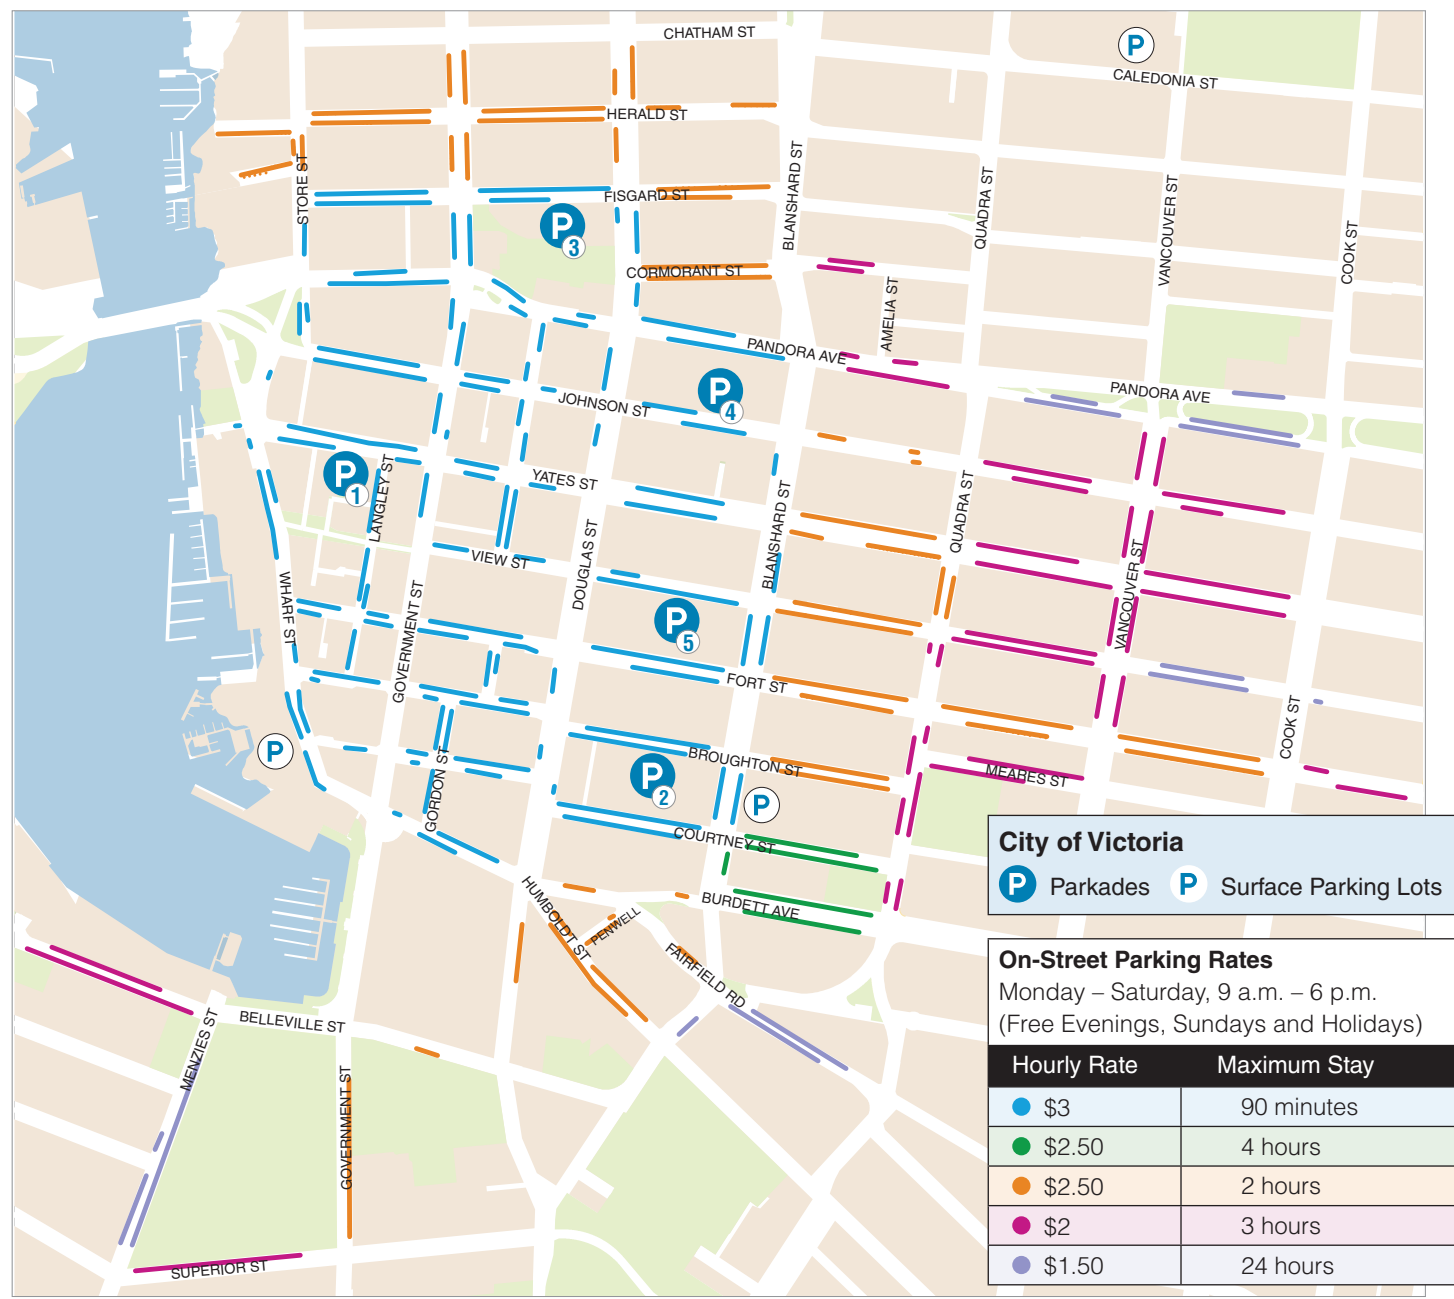 CHATHAM ST
P
CALEDONIA ST
HERALD ST
STORE ST
FISGARD ST
BLANSHARD ST
QUADRA ST
VANCOUVER ST
COOK ST
P
3
CORMORANT ST
AMELIA ST
PANDORA AVE
PANDORA AVE
P
4
JOHNSON ST
P
1
LANGLEY ST
YATES ST
BLANSHARD ST
QUADRA ST
VIEW ST
DOUGLAS ST
VANCOUVER ST
WHARF ST
GOVERNMENT ST
P
5
FORT ST
COOK ST
P
GORDON ST
BROUGHTON ST
P
2
P
MEARES ST
COURTNEY ST
HUMBOLDT ST
PENWELL
BURDETT AVE
FAIRFIELD RD
BELLEVILLE ST
MENZIES ST
GOVERNMENT ST
SUPERIOR ST
City of Victoria
P Parkades P Surface Parking Lots
On-Street Parking Rates
Monday – Saturday, 9 a.m. – 6 p.m.
(Free Evenings, Sundays and Holidays)
Hourly Rate Maximum Stay
$3 90 minutes
$2.50 4 hours
$2.50 2 hours
$2 3 hours
$1.50 24 hours